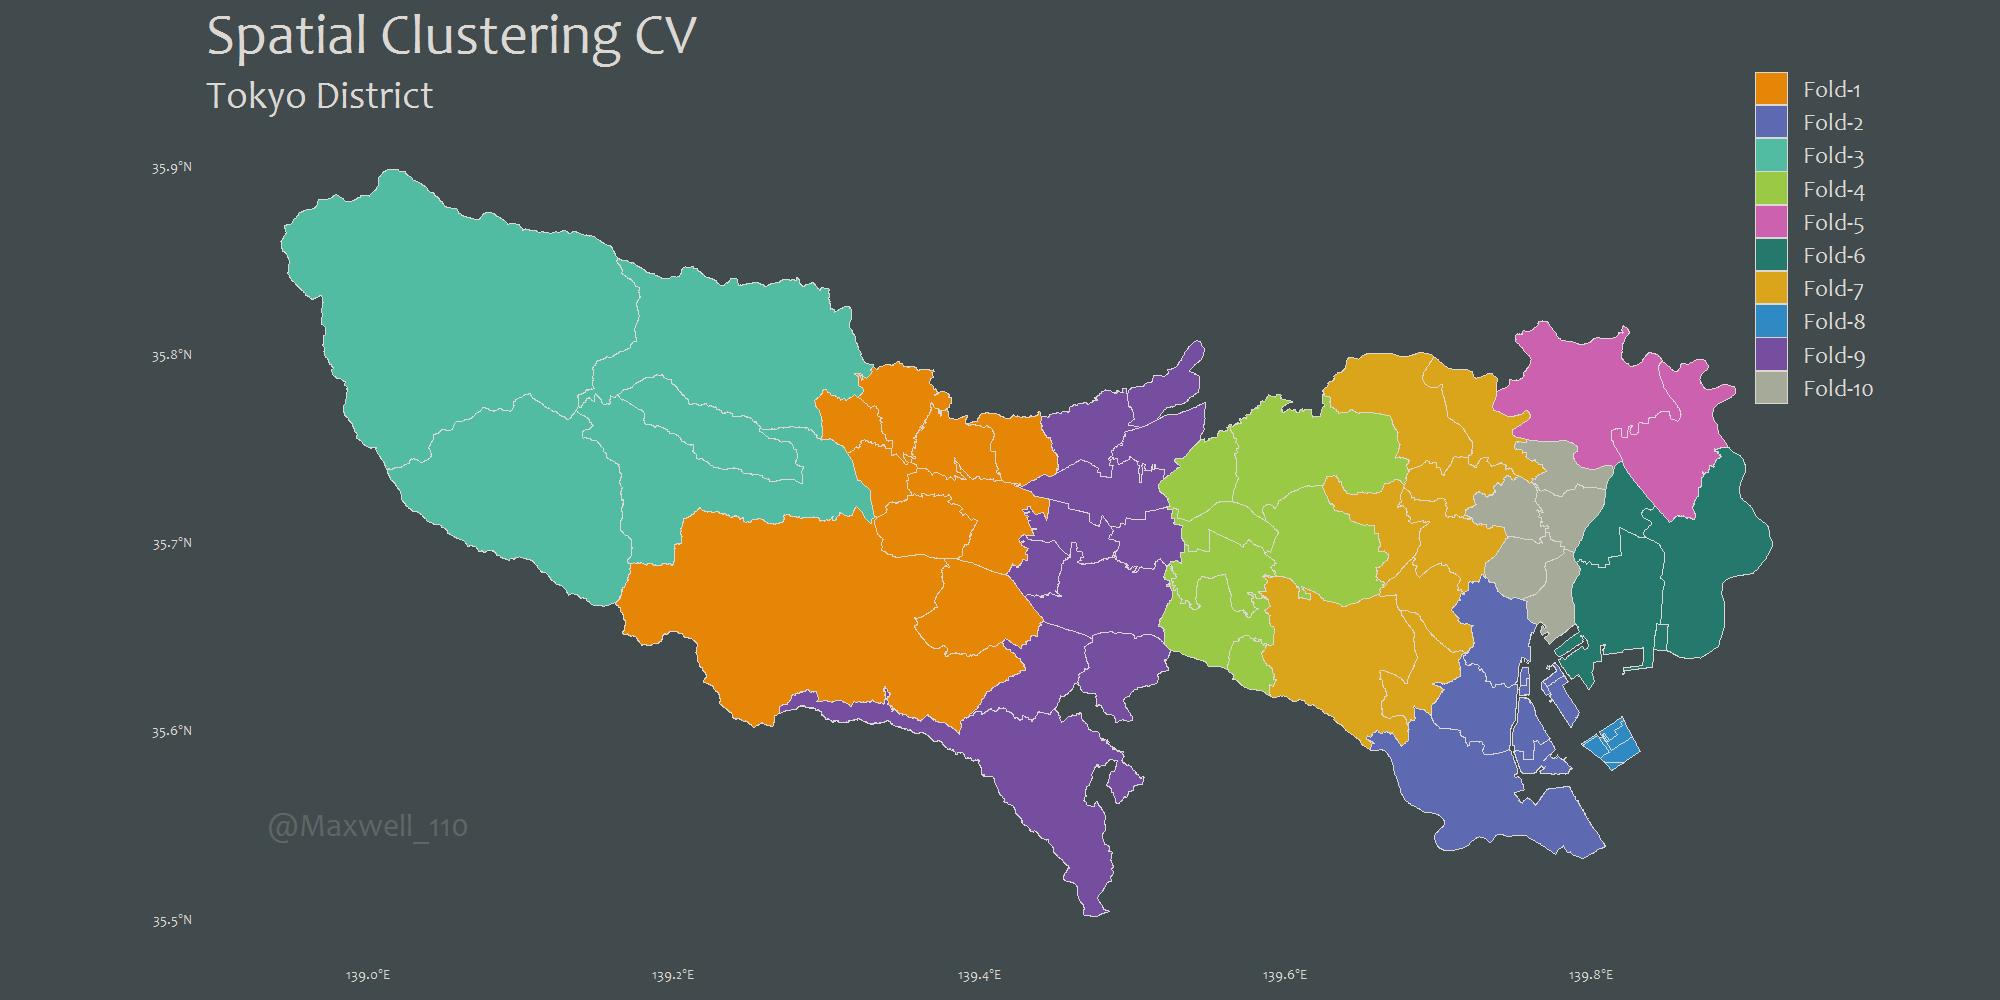 Spatial Clustering CV
Tokyo District
Fold-1
Fold-2
Fold-3
Fold-4
Fold-5
Fold-6
Fold-7
Fold-8
Fold-9
Fold-10
35.9°N
35.8°N
35.7°N
35.6°N
35.5°N
@Maxwell_110
139.0°E
139.2°E
139.4°E
139.6°E
139.8°E